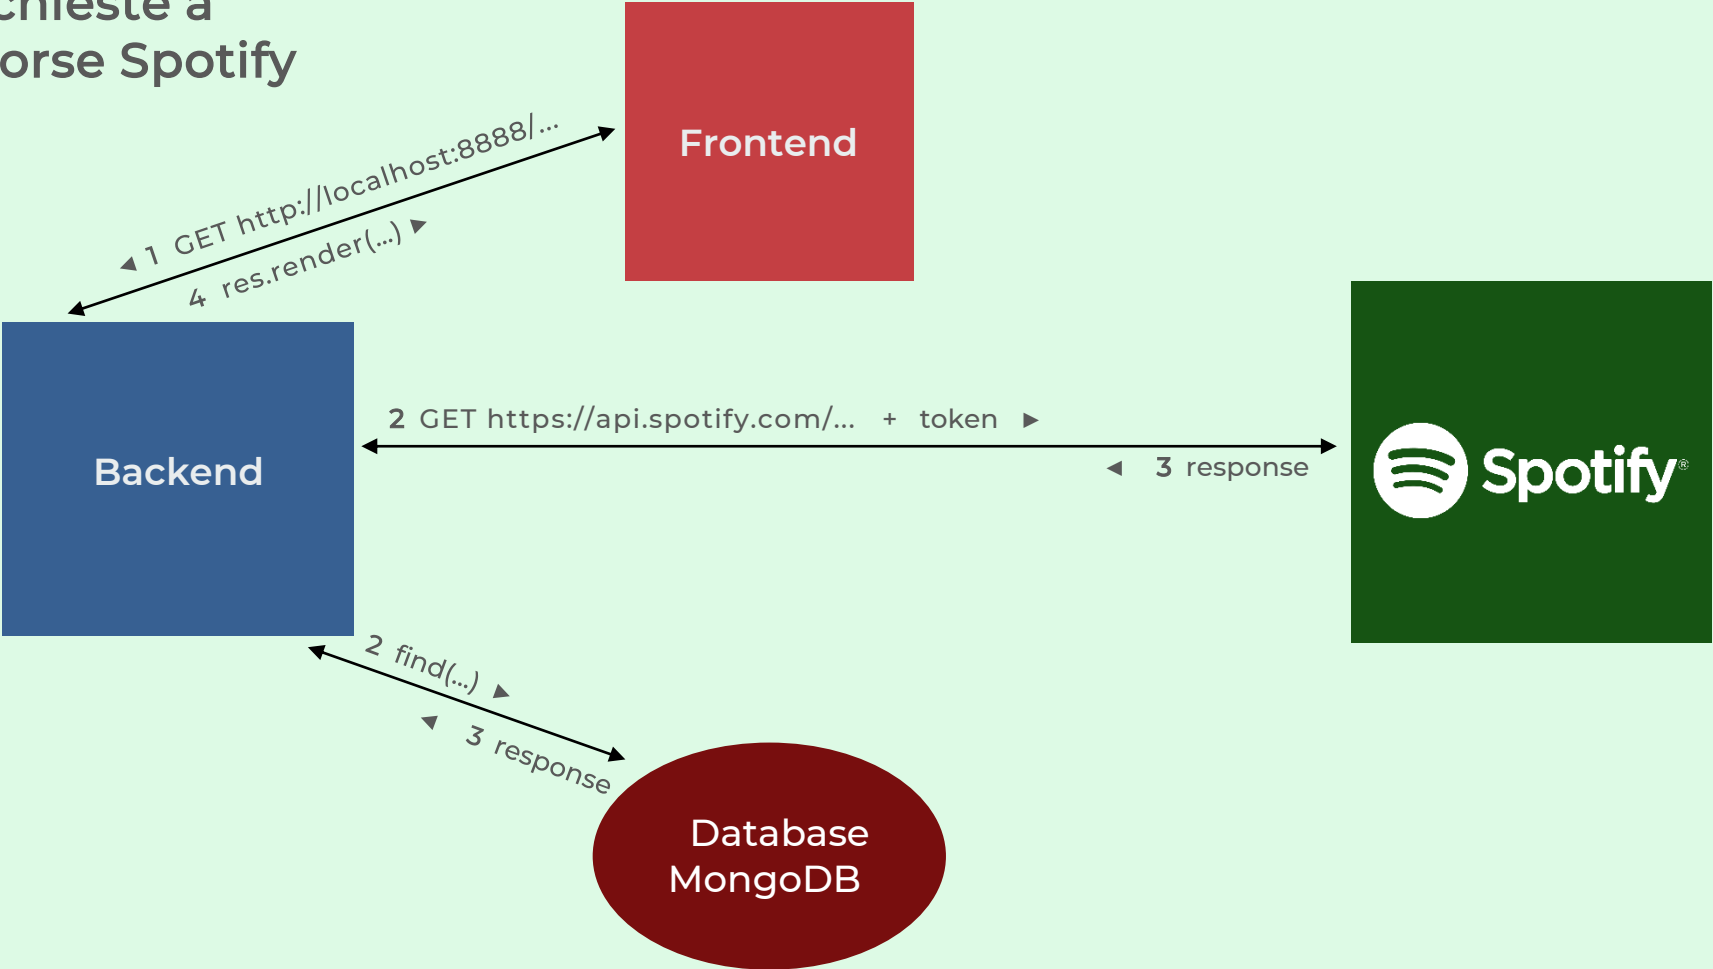 chieste a
orse Spotify
Frontend
◄ 1 GET http://localhost:8888/...
4 res.render(...) ►
Backend
2 GET https://api.spotify.com/... + token ►
◄ 3 response
Spotify®
2 find(...) ►
◄ 3 response
Database
MongoDB